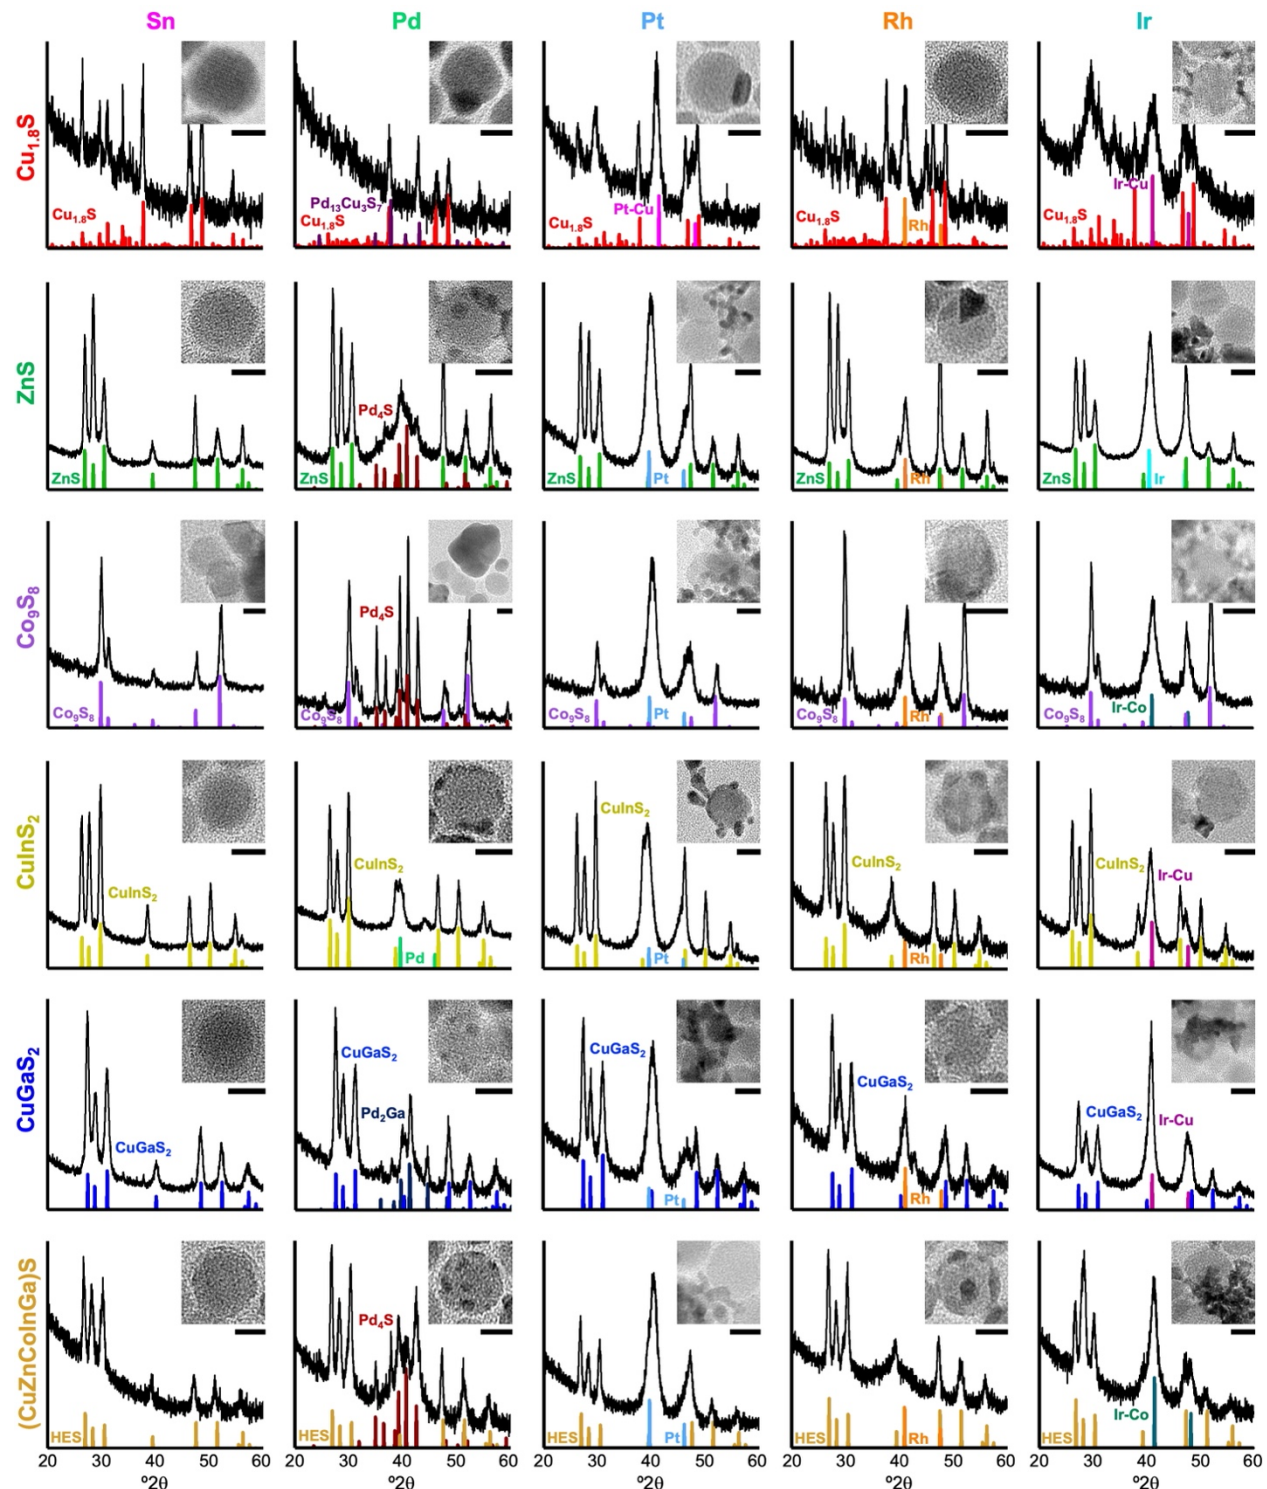 Sn Pd Pt Rh Ir
Cu1.8S
Cu1.8S
Pd13Cu3S7
Cu1.8S
Pt-Cu
Cu1.8S
Cu1.8S
Rh
Ir-Cu
Cu1.8S
ZnS
ZnS
Pd4S
ZnS
ZnS
Pt
ZnS
Rh
ZnS
Ir
Co9S8
Co9S8
Pd4S
Co9S8
Co9S8
Pt
Co9S8
Rh
Ir-Co
Co9S8
CuInS2
CuInS2
CuInS2
Pd
CuInS2
Pt
CuInS2
Rh
CuInS2
Ir-Cu
CuGaS2
CuGaS2
CuGaS2
Pd2Ga
CuGaS2
Pt
CuGaS2
Rh
CuGaS2
Ir-Cu
(CuZnCoInGa)S
HES
Pd4S
HES
HES
Pt
HES
Rh
Ir-Co
HES
20 30 40 50 60 20 30 40 50 60 20 30 40 50 60 20 30 40 50 60 20 30 40 50 60
º2θ º2θ º2θ º2θ º2θ